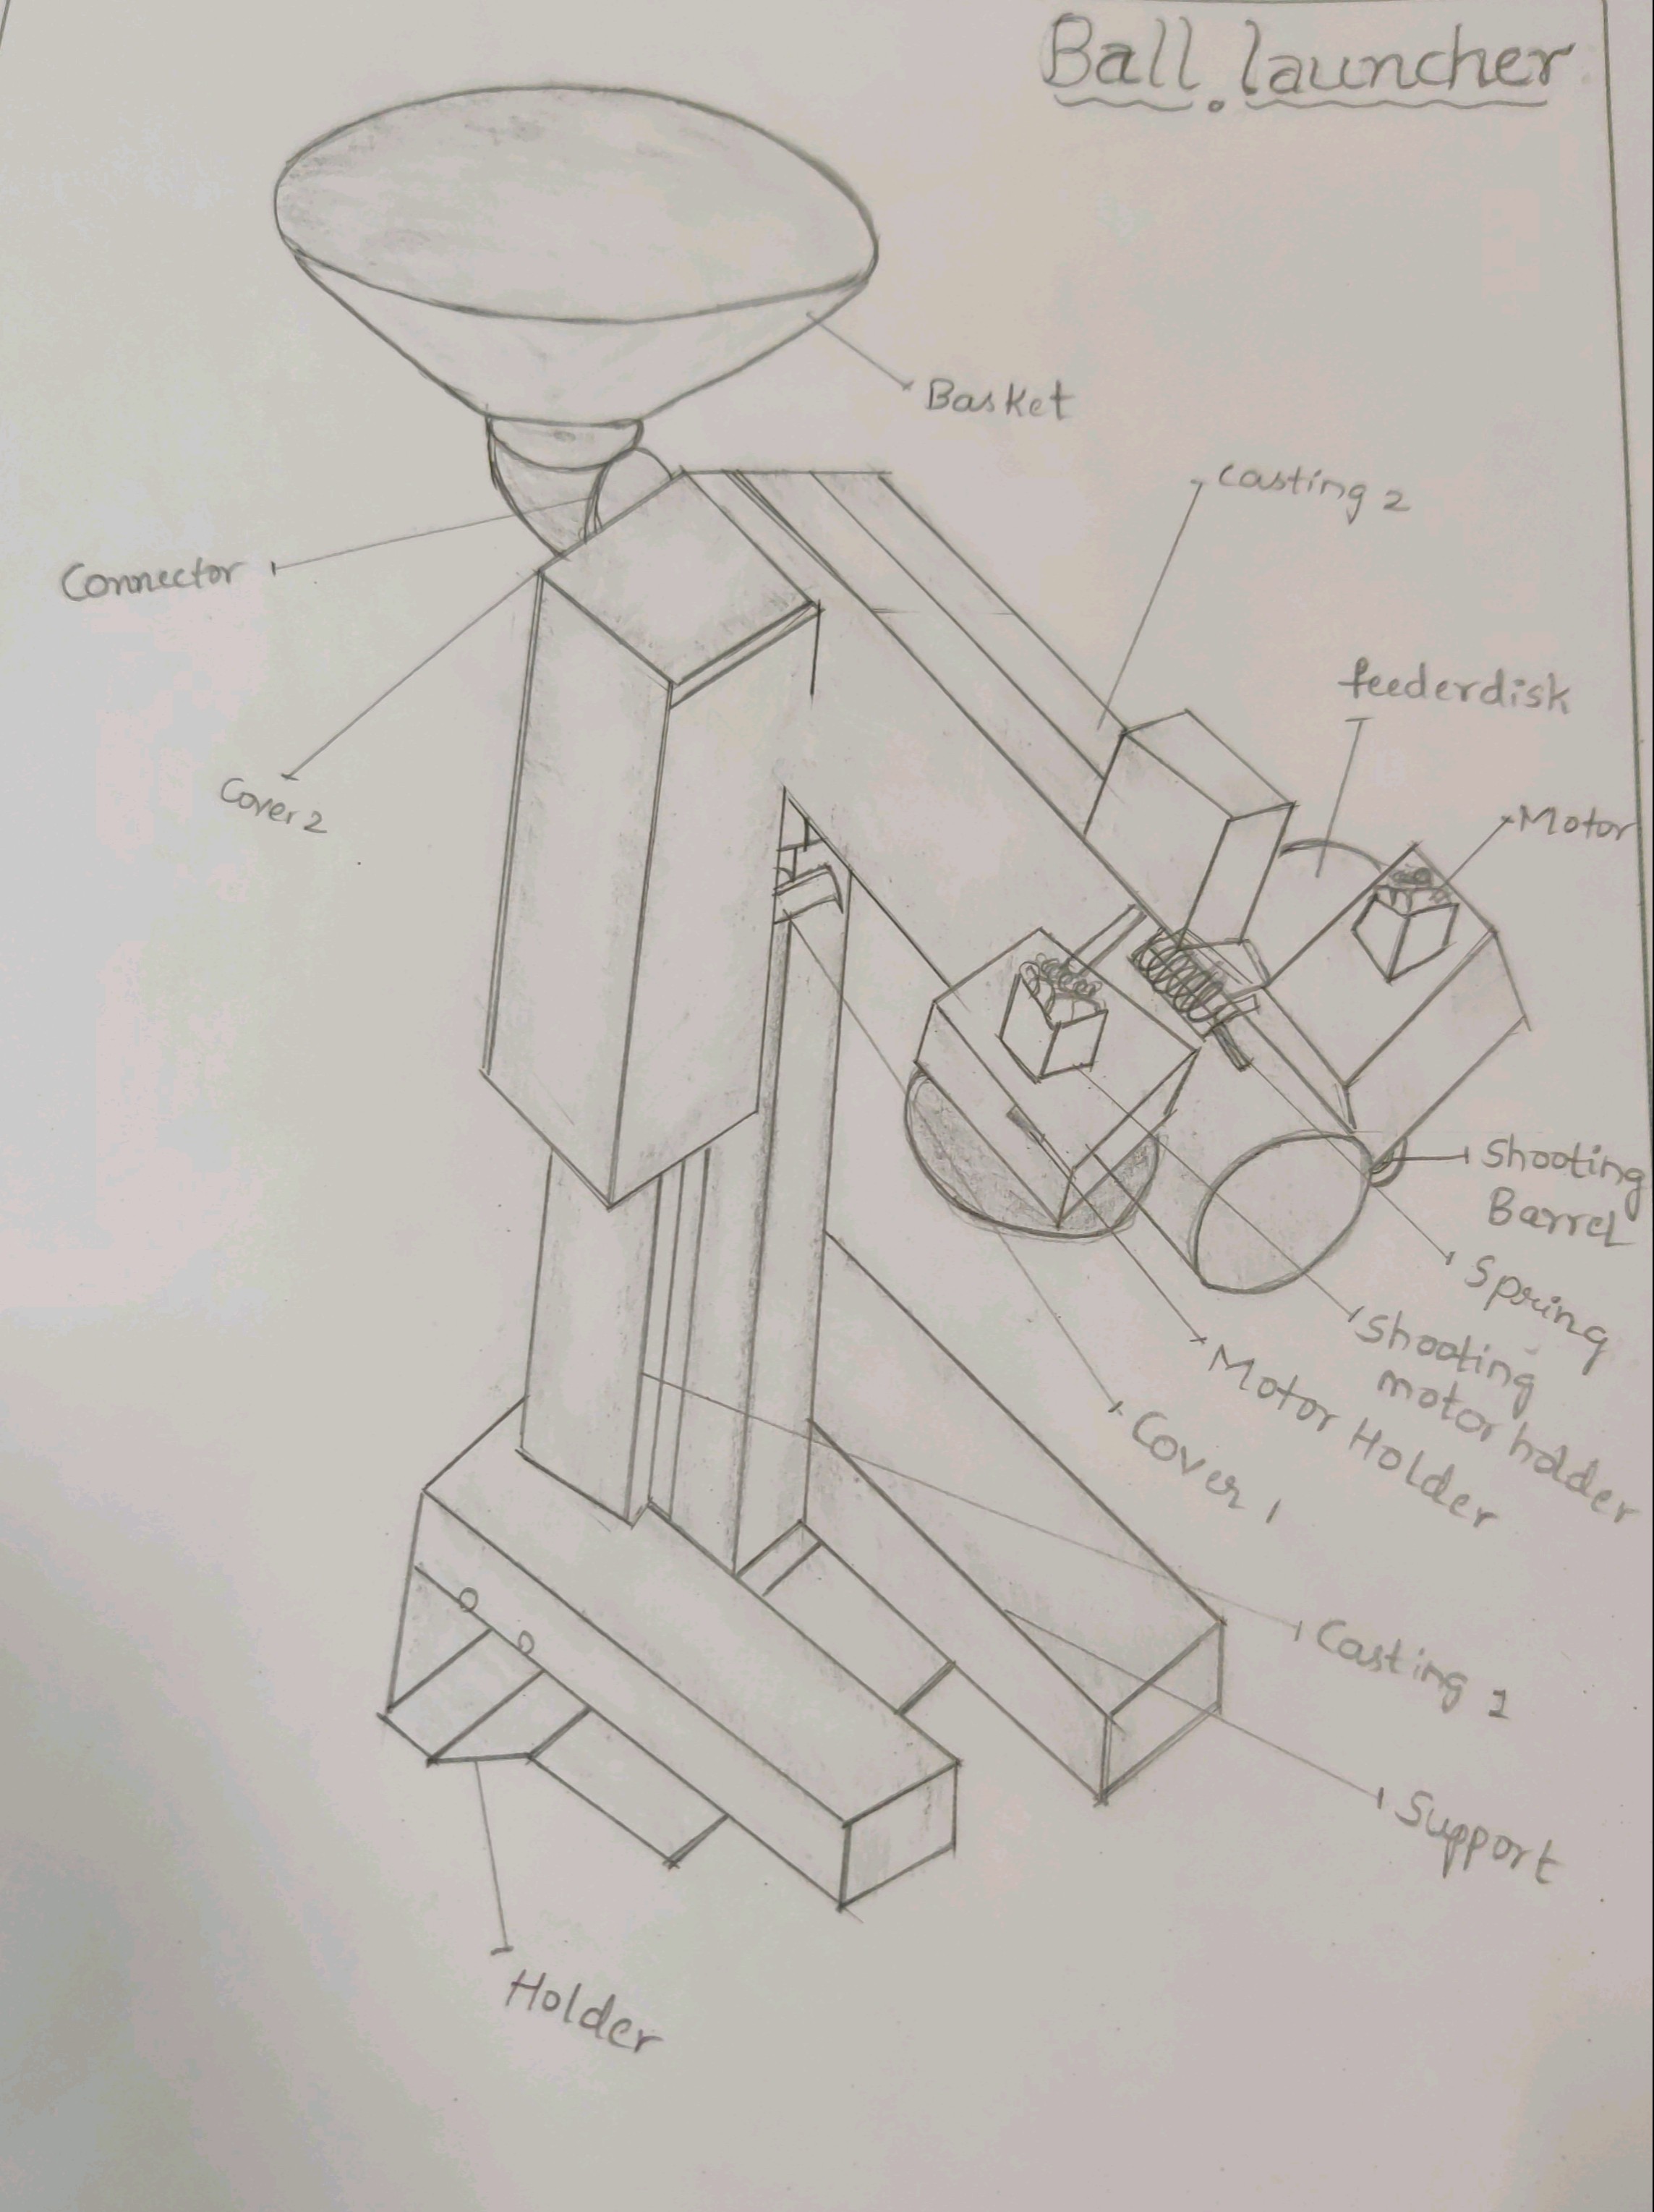 Ball launcher
Basket
Casting 2
Connector
feederdisk
Cover 2
Motor
Shooting
Barrel
Spring
Shooting
motor holder
Motor Holder
Cover 1
Casting 1
Support
Holder